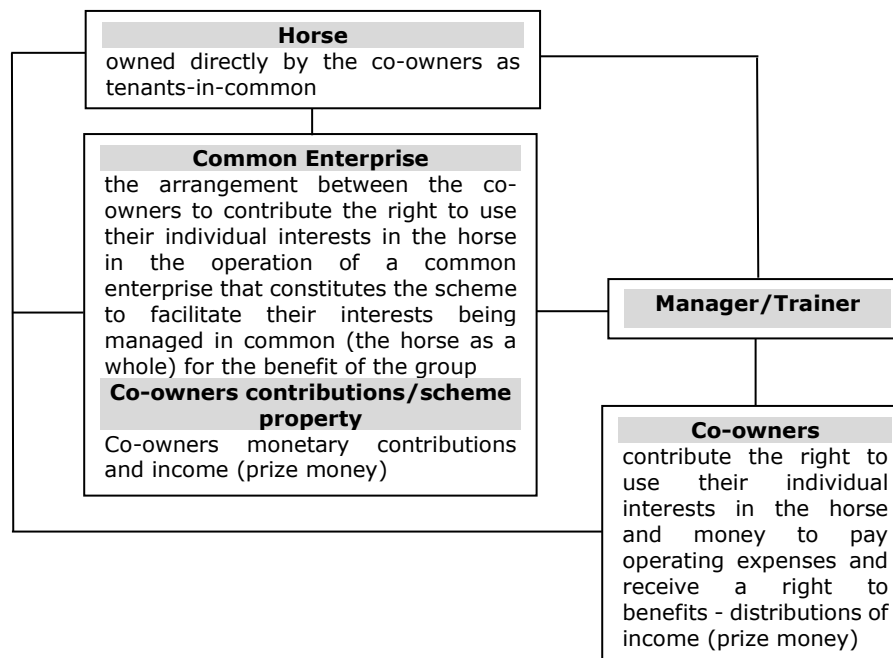 Horse
owned directly by the co-owners as
tenants-in-common
Common Enterprise
the arrangement between the co-
owners to contribute the right to use
their individual interests in the horse
in the operation of a common
enterprise that constitutes the scheme
to facilitate their interests being
managed in common (the horse as a
whole) for the benefit of the group
Co-owners contributions/scheme
property
Co-owners monetary contributions
and income (prize money)
Manager/Trainer
Co-owners
contribute the right to
use their individual
interests in the horse
and money to pay
operating expenses and
receive a right to
benefits - distributions of
income (prize money)